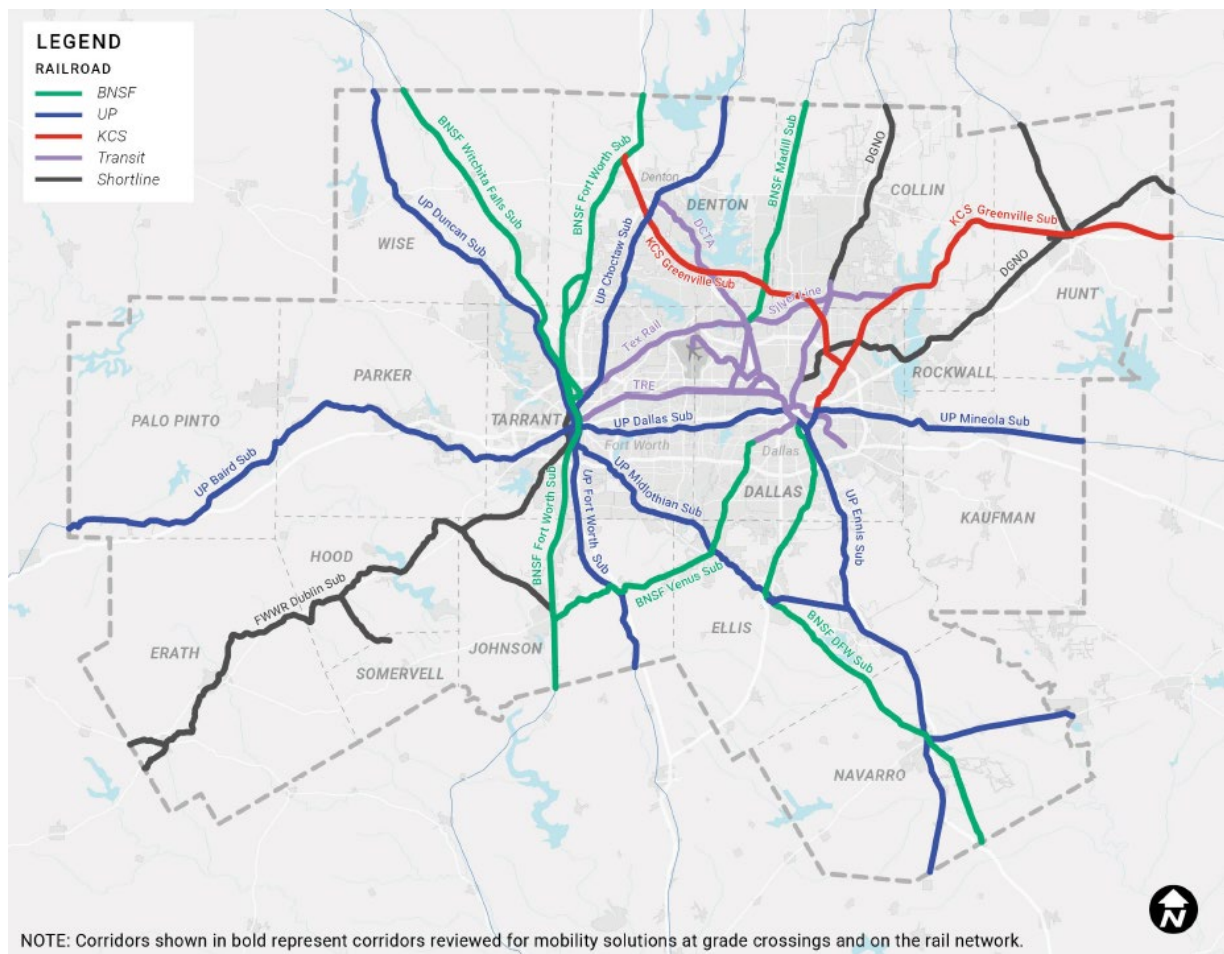 LEGEND
RAILROAD
BNSF
UP
KCS
Transit
Shortline
BNSF Witchita Falls Sub
BNSF Fort Worth Sub
BNSF Madill Sub
DGNO
Denton
COLLIN
DENTON
UP Duncan Sub
WISE
DCTA
KCS Greenville Sub
UP Choctaw Sub
KCS Greenville Sub
DGNO
HUNT
Silver Line
Tex Rail
PARKER
ROCKWALL
TRE
PALO PINTO
TARRANT
UP Dallas Sub
UP Mineola Sub
Fort Worth
Dallas
UP Baird Sub
UP Midlothian Sub
DALLAS
BNSF Fort Worth Sub
UP Fort Worth Sub
UP Ennis Sub
KAUFMAN
HOOD
FWWR Dublin Sub
BNSF Venus Sub
ELLIS
BNSF DFW Sub
ERATH
JOHNSON
SOMERVELL
NAVARRO
N
NOTE: Corridors shown in bold represent corridors reviewed for mobility solutions at grade crossings and on the rail network.